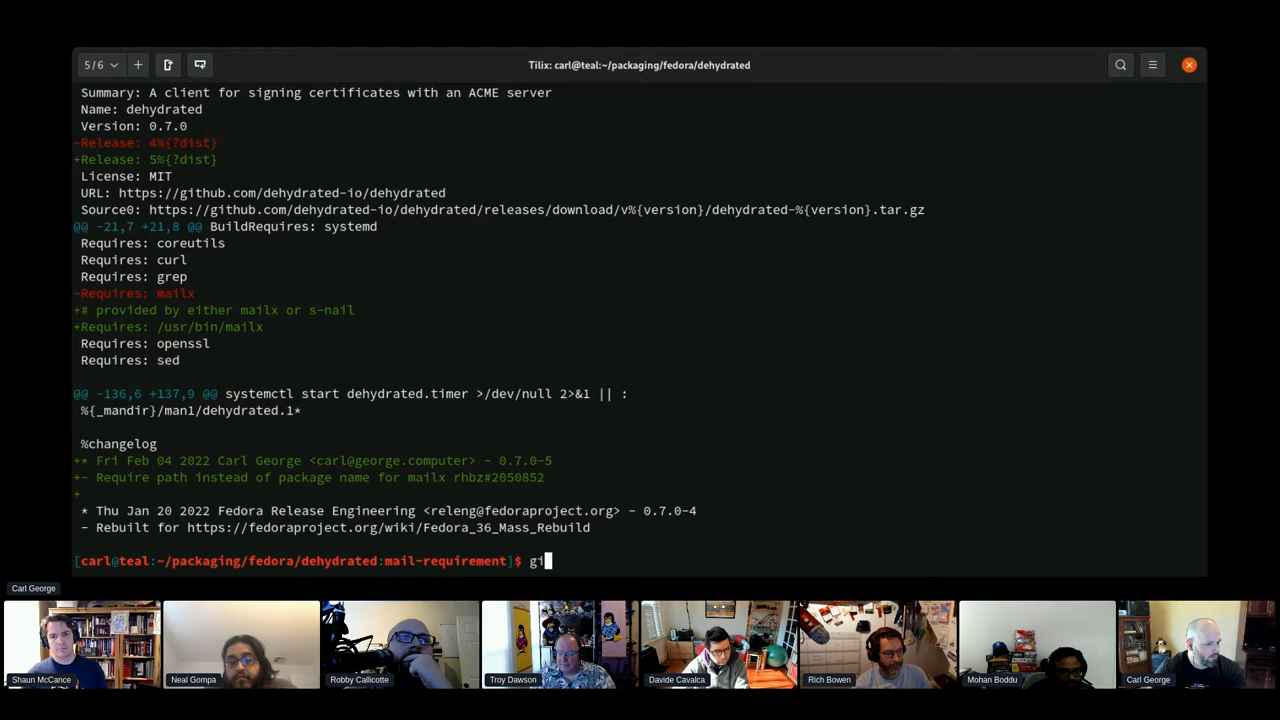 5/6
Tilix: carl@teal:~/packaging/fedora/dehydrated
Summary: A client for signing certificates with an ACME server
Name: dehydrated
Version: 0.7.0
-Release: 4%{?dist}
+Release: 5%{?dist}
License: MIT
URL: https://github.com/dehydrated-io/dehydrated
Source0: https://github.com/dehydrated-io/dehydrated/releases/download/v%{version}/dehydrated-%{version}.tar.gz
@@ -21,7 +21,8 @@ BuildRequires: systemd
Requires: coreutils
Requires: curl
Requires: grep
-Requires: mailx
+# provided by either mailx or s-nail
+Requires: /usr/bin/mailx
Requires: openssl
Requires: sed
@@ -136,6 +137,9 @@ systemctl start dehydrated.timer >/dev/null 2>&1 || :
%{_mandir}/man1/dehydrated.1*
%changelog
+* Fri Feb 04 2022 Carl George <carl@george.computer> - 0.7.0-5
+- Require path instead of package name for mailx rhbz#2050852
+
* Thu Jan 20 2022 Fedora Release Engineering <releng@fedoraproject.org> - 0.7.0-4
- Rebuilt for https://fedoraproject.org/wiki/Fedora_36_Mass_Rebuild
[carl@teal:~/packaging/fedora/dehydrated:mail-requirement]$ gi
Carl George
Shaun McCance
Neal Gompa
Robby Callicotte
Troy Dawson
Davide Cavalca
Rich Bowen
Mohan Boddu
Carl George